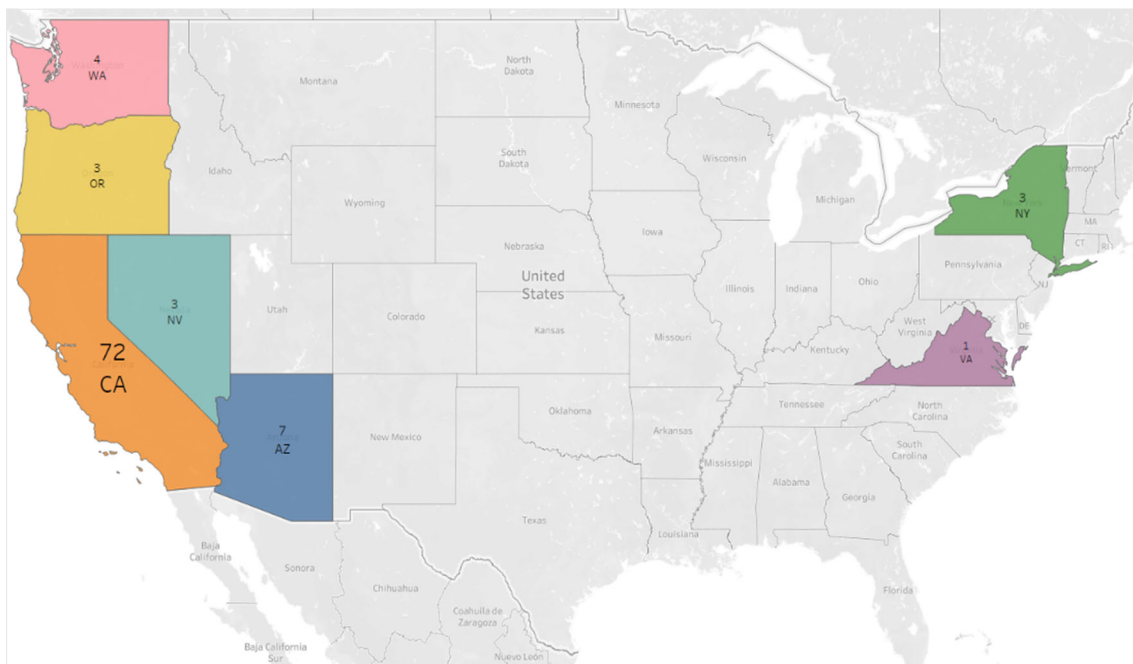 4
WA
Montana
North
Dakota
Minnesota
3
OR
Idaho
South
Dakota
Wisconsin
Michigan
Vermont
3
NY
MA
CT
RI
Wyoming
Iowa
Nebraska
United
States
Pennsylvania
NJ
3
NV
Utah
Colorado
Kansas
Illinois
Indiana
Ohio
West
Virginia
DE
72
CA
Missouri
Kentucky
1
VA
7
AZ
New Mexico
Oklahoma
Arkansas
Tennessee
North
Carolina
South
Carolina
Mississippi
Alabama
Georgia
Texas
Louisiana
Florida
Baja
California
Sonora
Chihuahua
Coahuila de
Zaragoza
Baja California
Sur
Nuevo León